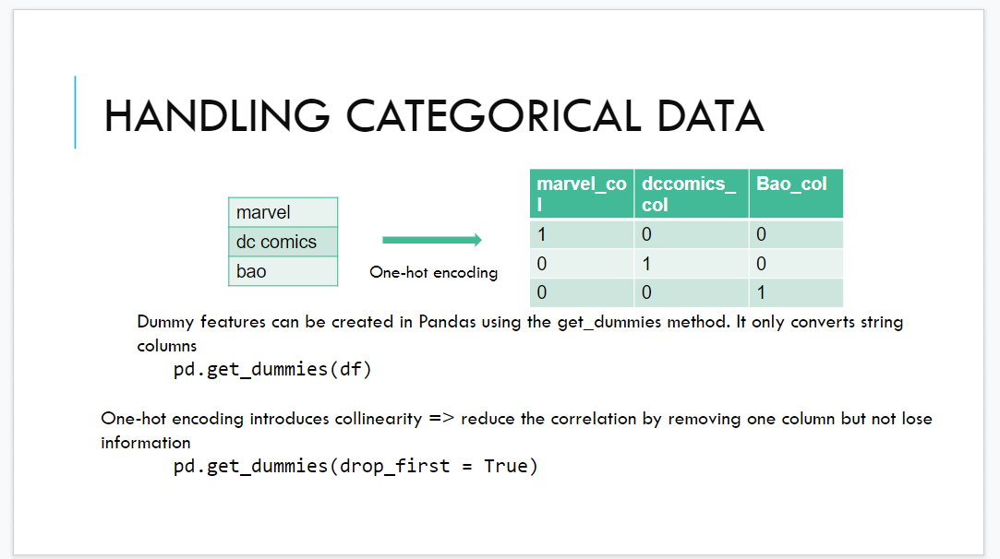 HANDLING CATEGORICAL DATA
marvel
dc comics
bao
One-hot encoding
marvel_co
l
dccomics_
col
Bao_col
1 0 0
0 1 0
0 0 1
Dummy features can be created in Pandas using the get_dummies method. It only converts string
columns
pd.get_dummies(df)
One-hot encoding introduces collinearity => reduce the correlation by removing one column but not lose
information
pd.get_dummies(drop_first = True)